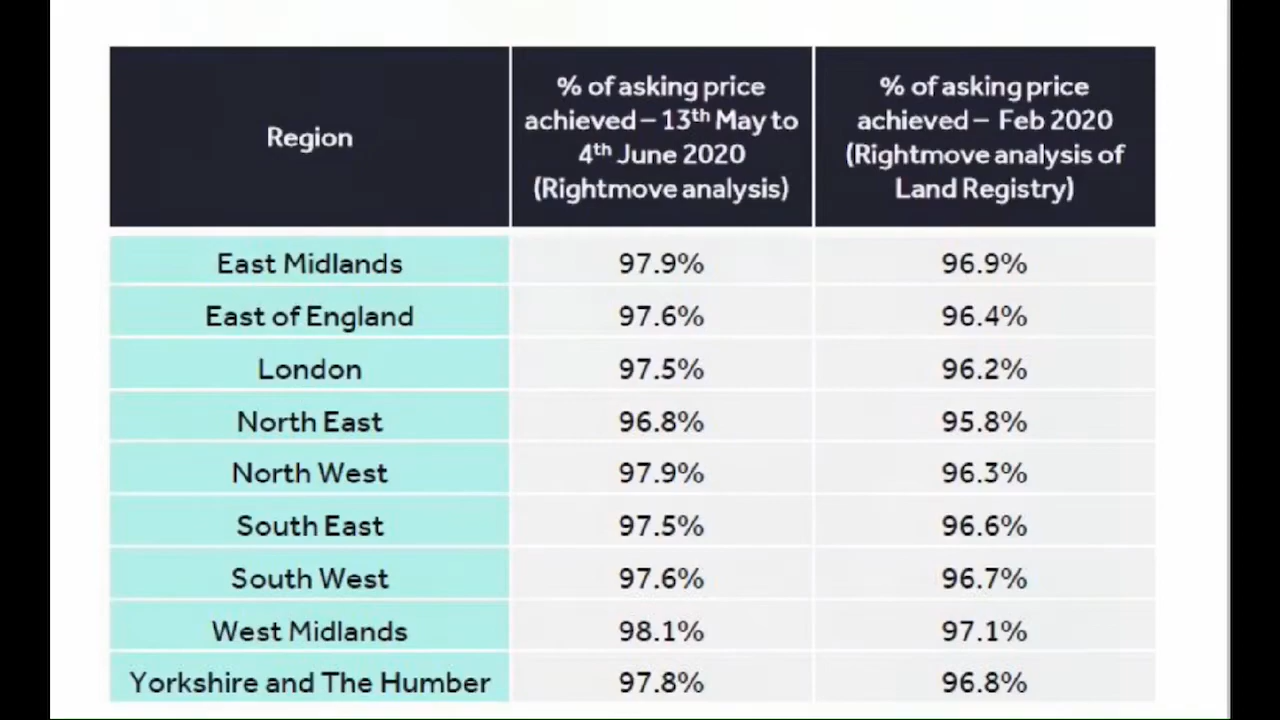 Region
% of asking price
achieved – 13th May to
4th June 2020
(Rightmove analysis)
% of asking price
achieved – Feb 2020
(Rightmove analysis of
Land Registry)
East Midlands 97.9% 96.9%
East of England 97.6% 96.4%
London 97.5% 96.2%
North East 96.8% 95.8%
North West 97.9% 96.3%
South East 97.5% 96.6%
South West 97.6% 96.7%
West Midlands 98.1% 97.1%
Yorkshire and The Humber 97.8% 96.8%